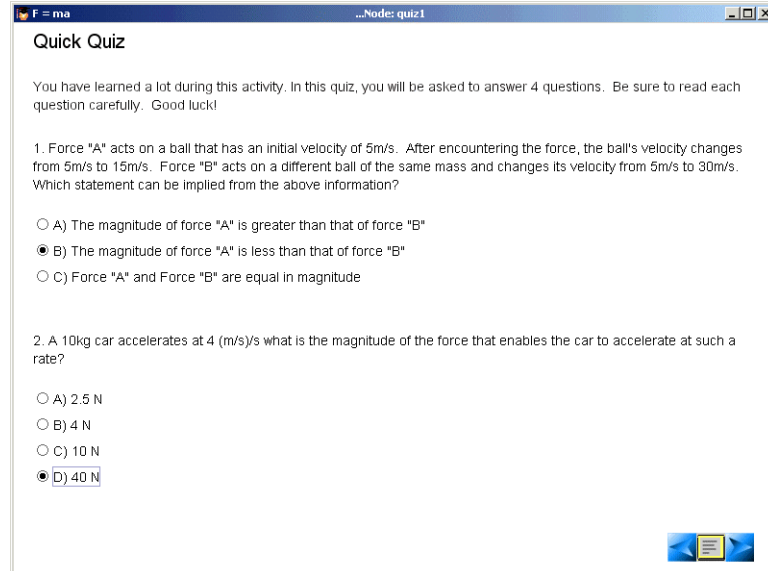 F = ma
...Node: quiz1
Quick Quiz
You have learned a lot during this activity. In this quiz, you will be asked to answer 4 questions.  Be sure to read each
question carefully.  Good luck!
1. Force "A" acts on a ball that has an initial velocity of 5m/s.  After encountering the force, the ball's velocity changes
from 5m/s to 15m/s.  Force "B" acts on a different ball of the same mass and changes its velocity from 5m/s to 30m/s.
Which statement can be implied from the above information?
A) The magnitude of force "A" is greater than that of force "B"
B) The magnitude of force "A" is less than that of force "B"
C) Force "A" and Force "B" are equal in magnitude
2. A 10kg car accelerates at 4 (m/s)/s what is the magnitude of the force that enables the car to accelerate at such a
rate?
A) 2.5 N
B) 4 N
C) 10 N
D) 40 N